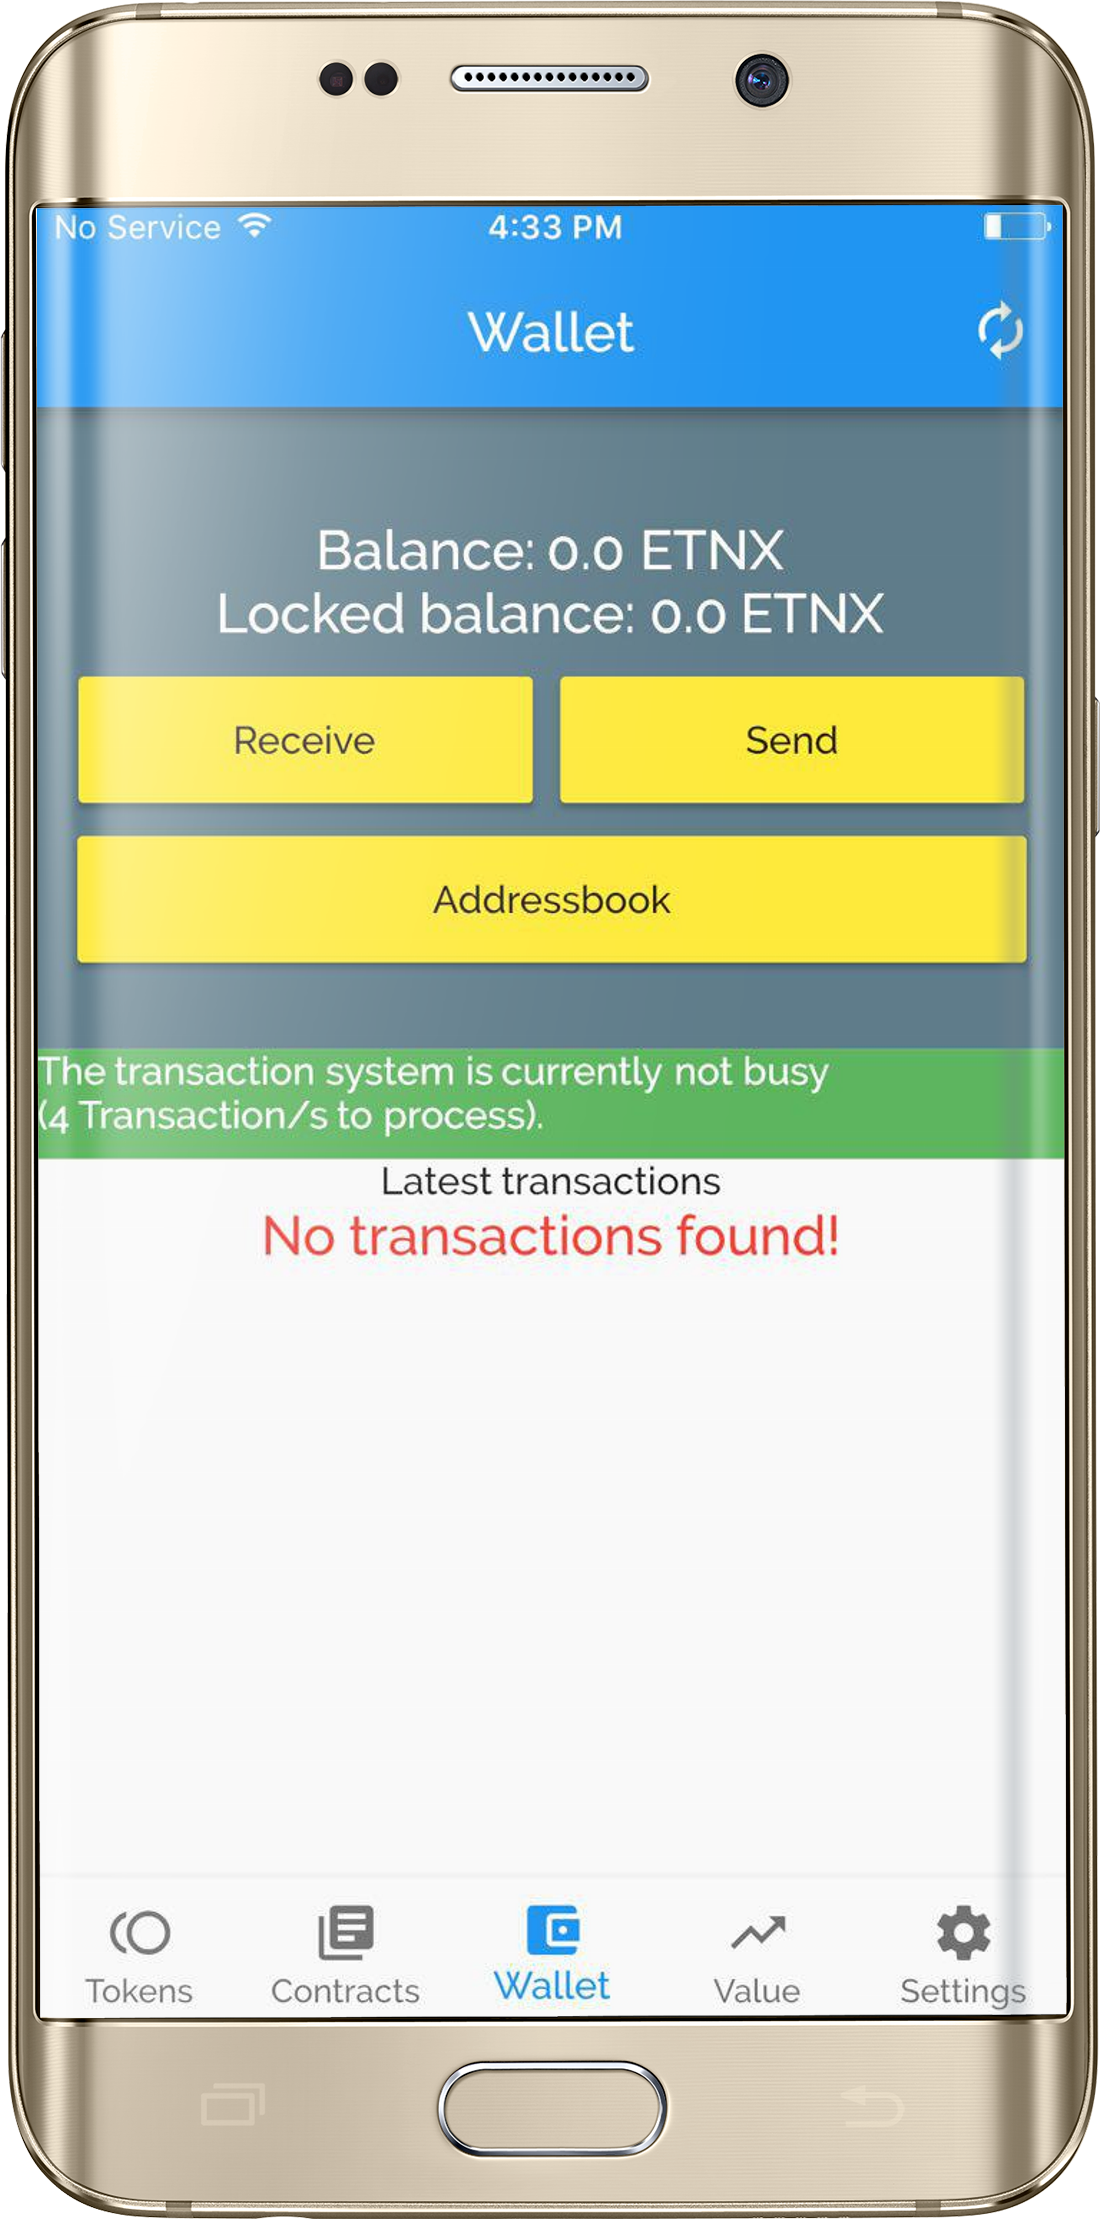 No Service 4:33 PM
Wallet
Balance: 0.0 ETNX
Locked balance: 0.0 ETNX
Receive Send
Addressbook
The transaction system is currently not busy
(4 Transaction/s to process).
Latest transactions
No transactions found!
Tokens Contracts Wallet Value Settings